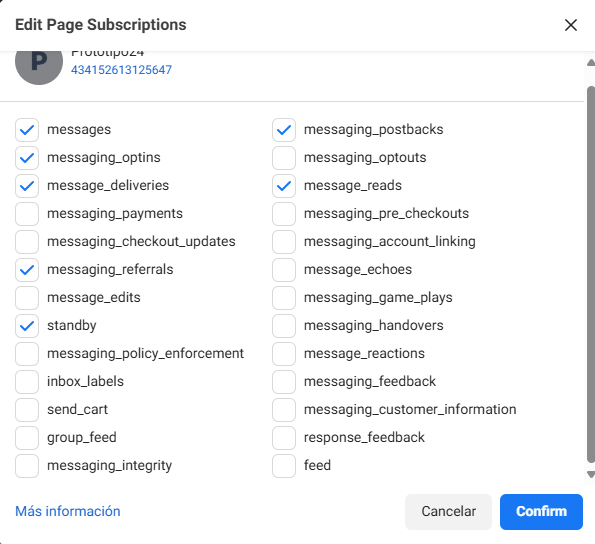 Edit Page Subscriptions
P
Prototipo24
434152613125647
messages
messaging_postbacks
messaging_optins
messaging_optouts
message_deliveries
message_reads
messaging_payments
messaging_pre_checkouts
messaging_checkout_updates
messaging_account_linking
messaging_referrals
message_echoes
message_edits
messaging_game_plays
standby
messaging_handovers
messaging_policy_enforcement
message_reactions
inbox_labels
messaging_feedback
send_cart
messaging_customer_information
group_feed
response_feedback
messaging_integrity
feed
Más información
Cancelar
Confirm